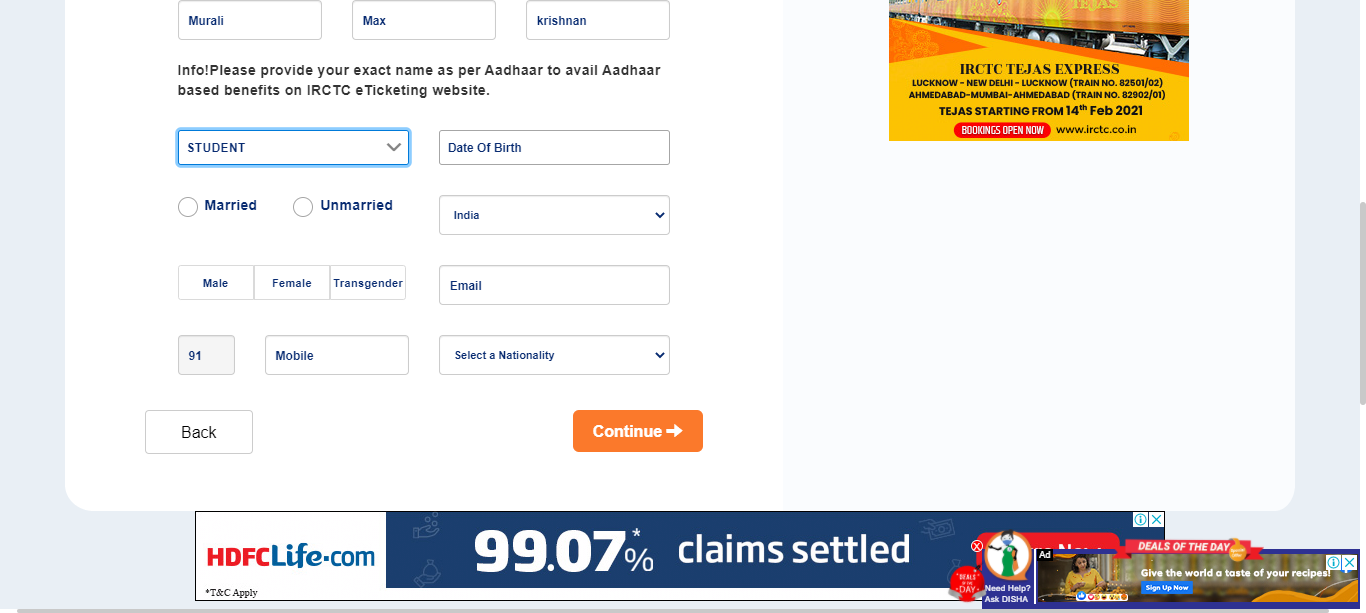 TEJAS
Murali
Max
krishnan
IRCTC TEJAS EXPRESS
LUCKNOW - NEW DELHI - LUCKNOW (TRAIN NO. 82501/02)
AHMEDABAD-MUMBAI-AHMEDABAD (TRAIN NO. 82902/01)
TEJAS STARTING FROM 14th Feb 2021
BOOKINGS OPEN NOW www.irctc.co.in
Info!Please provide your exact name as per Aadhaar to avail Aadhaar
based benefits on IRCTC eTicketing website.
STUDENT
Date Of Birth
Married
Unmarried
India
Male
Female
Transgender
Email
91
Mobile
Select a Nationality
Back
Continue
HDFCLife.com
*T&C Apply
99.07*% claims settled
Need Help?
Ask DISHA
DEALS OF THE DAY
DEALS
OF THE
DAY
Ad
Give the world a taste of your recipes!
Sign Up Now